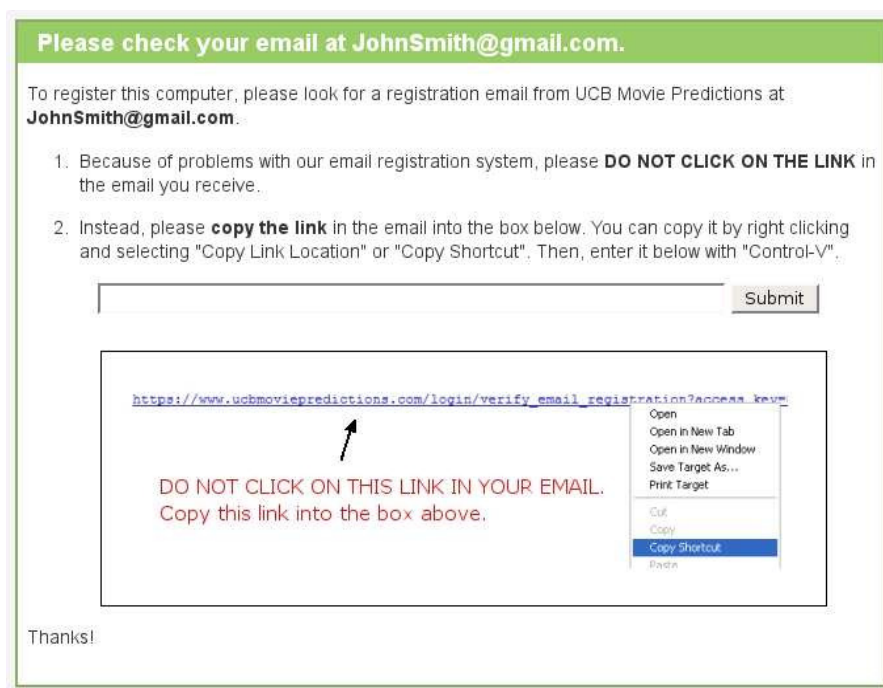 Please check your email at JohnSmith@gmail.com.
To register this computer, please look for a registration email from UCB Movie Predictions at
JohnSmith@gmail.com.
1. Because of problems with our email registration system, please DO NOT CLICK ON THE LINK in
the email you receive.
2. Instead, please copy the link in the email into the box below. You can copy it by right clicking
and selecting "Copy Link Location" or "Copy Shortcut". Then, enter it below with "Control-V".
Submit
https://www.ucbmoviepredictions.com/login/verify_email_registration?access_key=
Open
Open in New Tab
Open in New Window
Save Target As...
Print Target
DO NOT CLICK ON THIS LINK IN YOUR EMAIL.
Copy this link into the box above.
Cut
Copy
Copy Shortcut
Paste
Thanks!